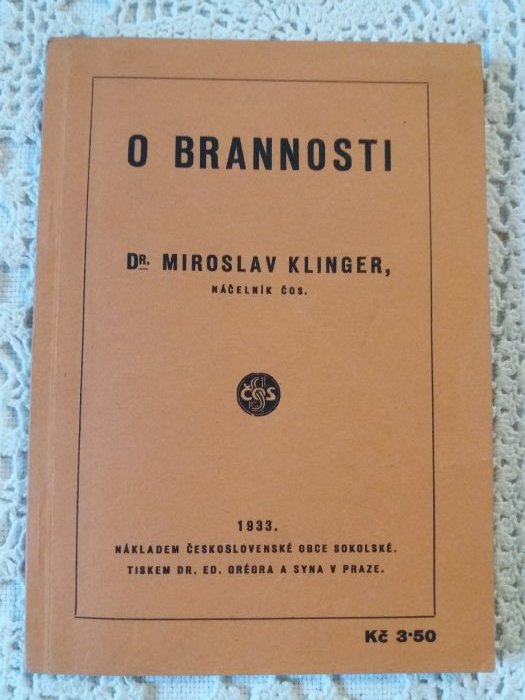 O BRANNOSTI
DR. MIROSLAV KLINGER,
NÁČELNÍK ČOS.
ČOS
1933.
NÁKLADEM ČESKOSLOVENSKÉ OBCE SOKOLSKÉ.
TISKEM DR. ED. GRÉGRA A SYNA V PRAZE.
Kč 3·50